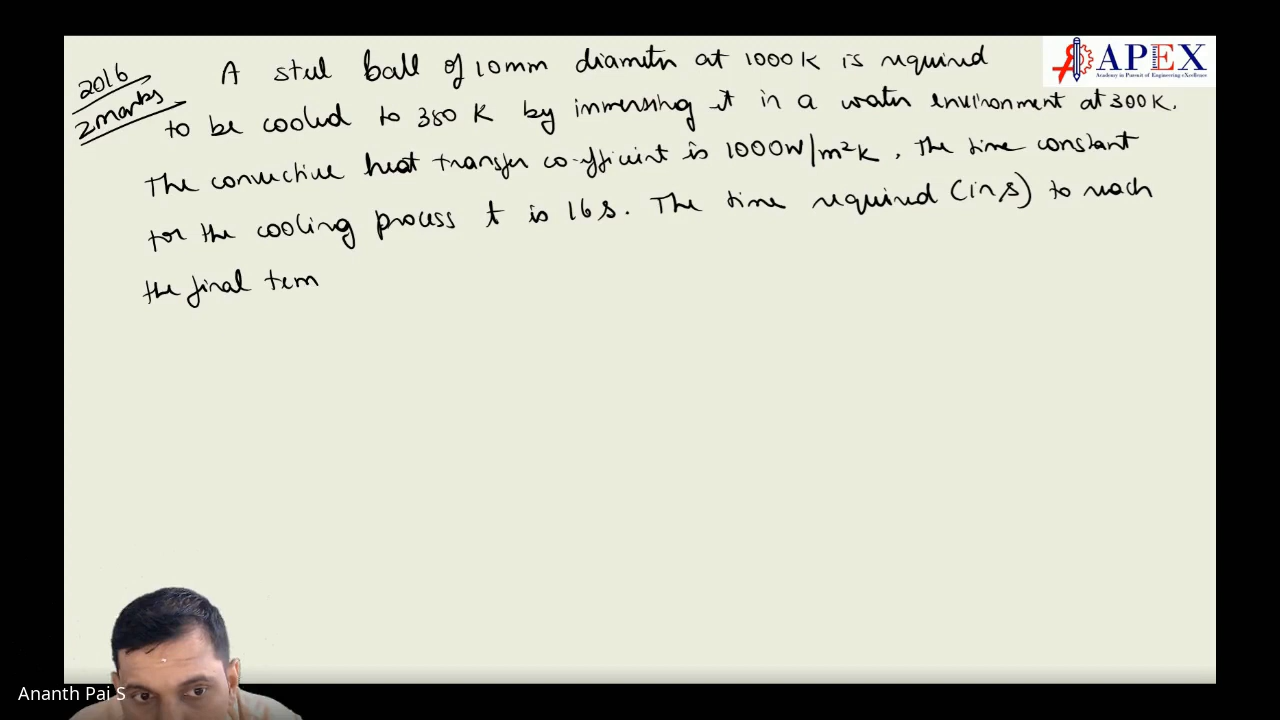 2016
2 marks
A steel ball of 10mm diameter at 1000 K is required
to be cooled to 350 K by immersing it in a water environment at 300K.
The convective heat transfer co-efficient is 1000W/m²K, The time constant
for the cooling process t is 16 s. The time required (in s) to reach
the final tem
APEX
Academy in Pursuit of Engineering eXcellence
Ananth Pai S